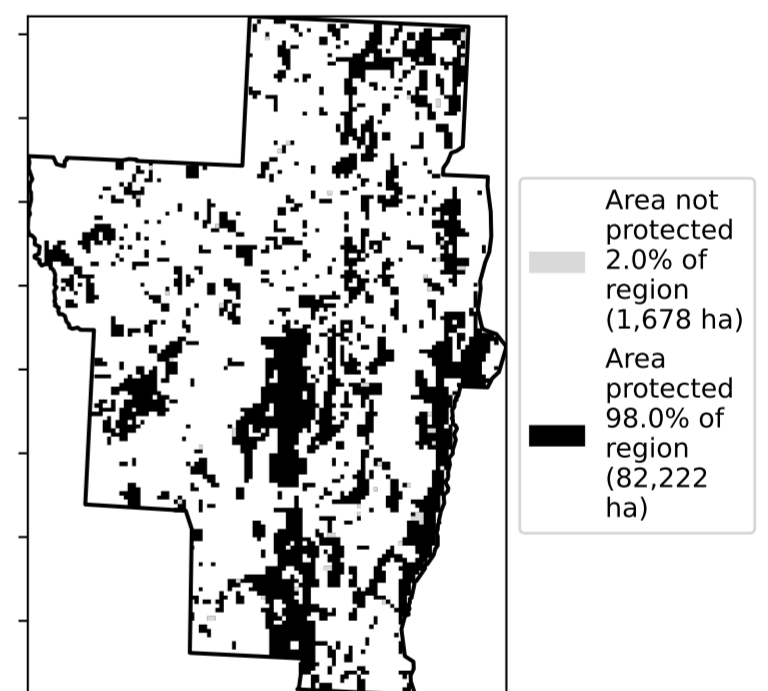 Area not
protected
2.0% of
region
(1,678 ha)
Area
protected
98.0% of
region
(82,222
ha)